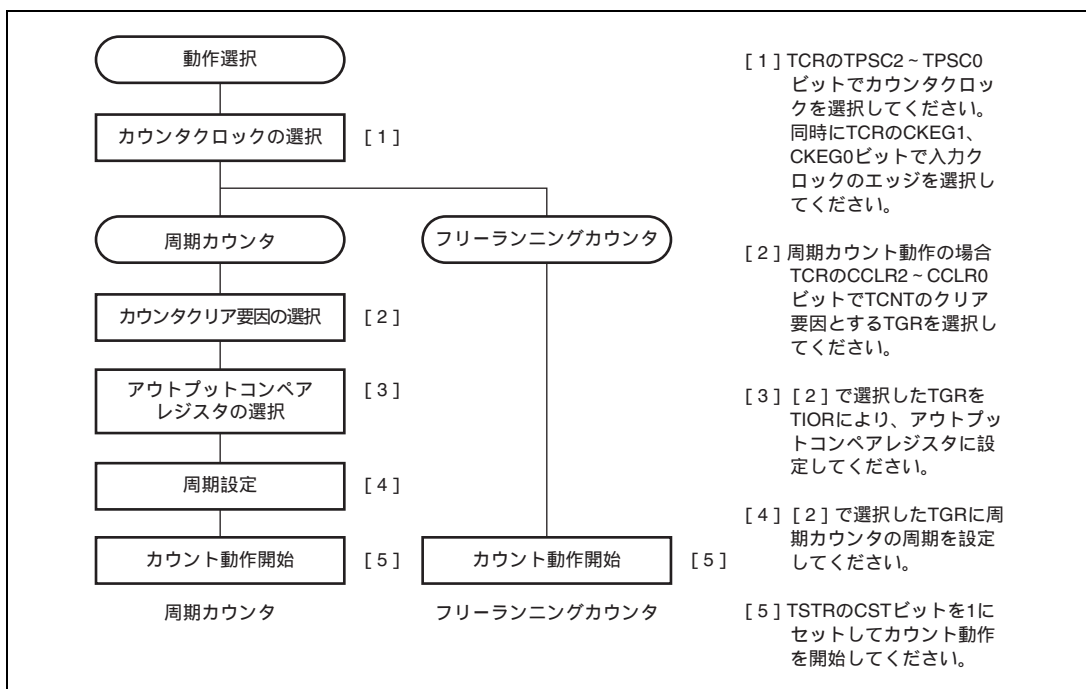 動作選択
カウンタクロックの選択 [1]
周期カウンタ フリーランニングカウンタ
カウンタクリア要因の選択 [2]
アウトプットコンペア
レジスタの選択 [3]
周期設定 [4]
カウント動作開始 [5] カウント動作開始 [5]
周期カウンタ フリーランニングカウンタ
[1] TCRのTPSC2～TPSC0
ビットでカウンタクロッ
クを選択してください。
同時にTCRのCKEG1、
CKEG0ビットで入力ク
ロックのエッジを選択し
てください。
[2] 周期カウント動作の場合
TCRのCCLR2～CCLR0
ビットでTCNTのクリア
要因とするTGRを選択し
てください。
[3] [2]で選択したTGRを
TIORにより、アウトプッ
トコンペアレジスタに設
定してください。
[4] [2]で選択したTGRに周
期カウンタの周期を設定
してください。
[5] TSTRのCSTビットを1に
セットしてカウント動作
を開始してください。